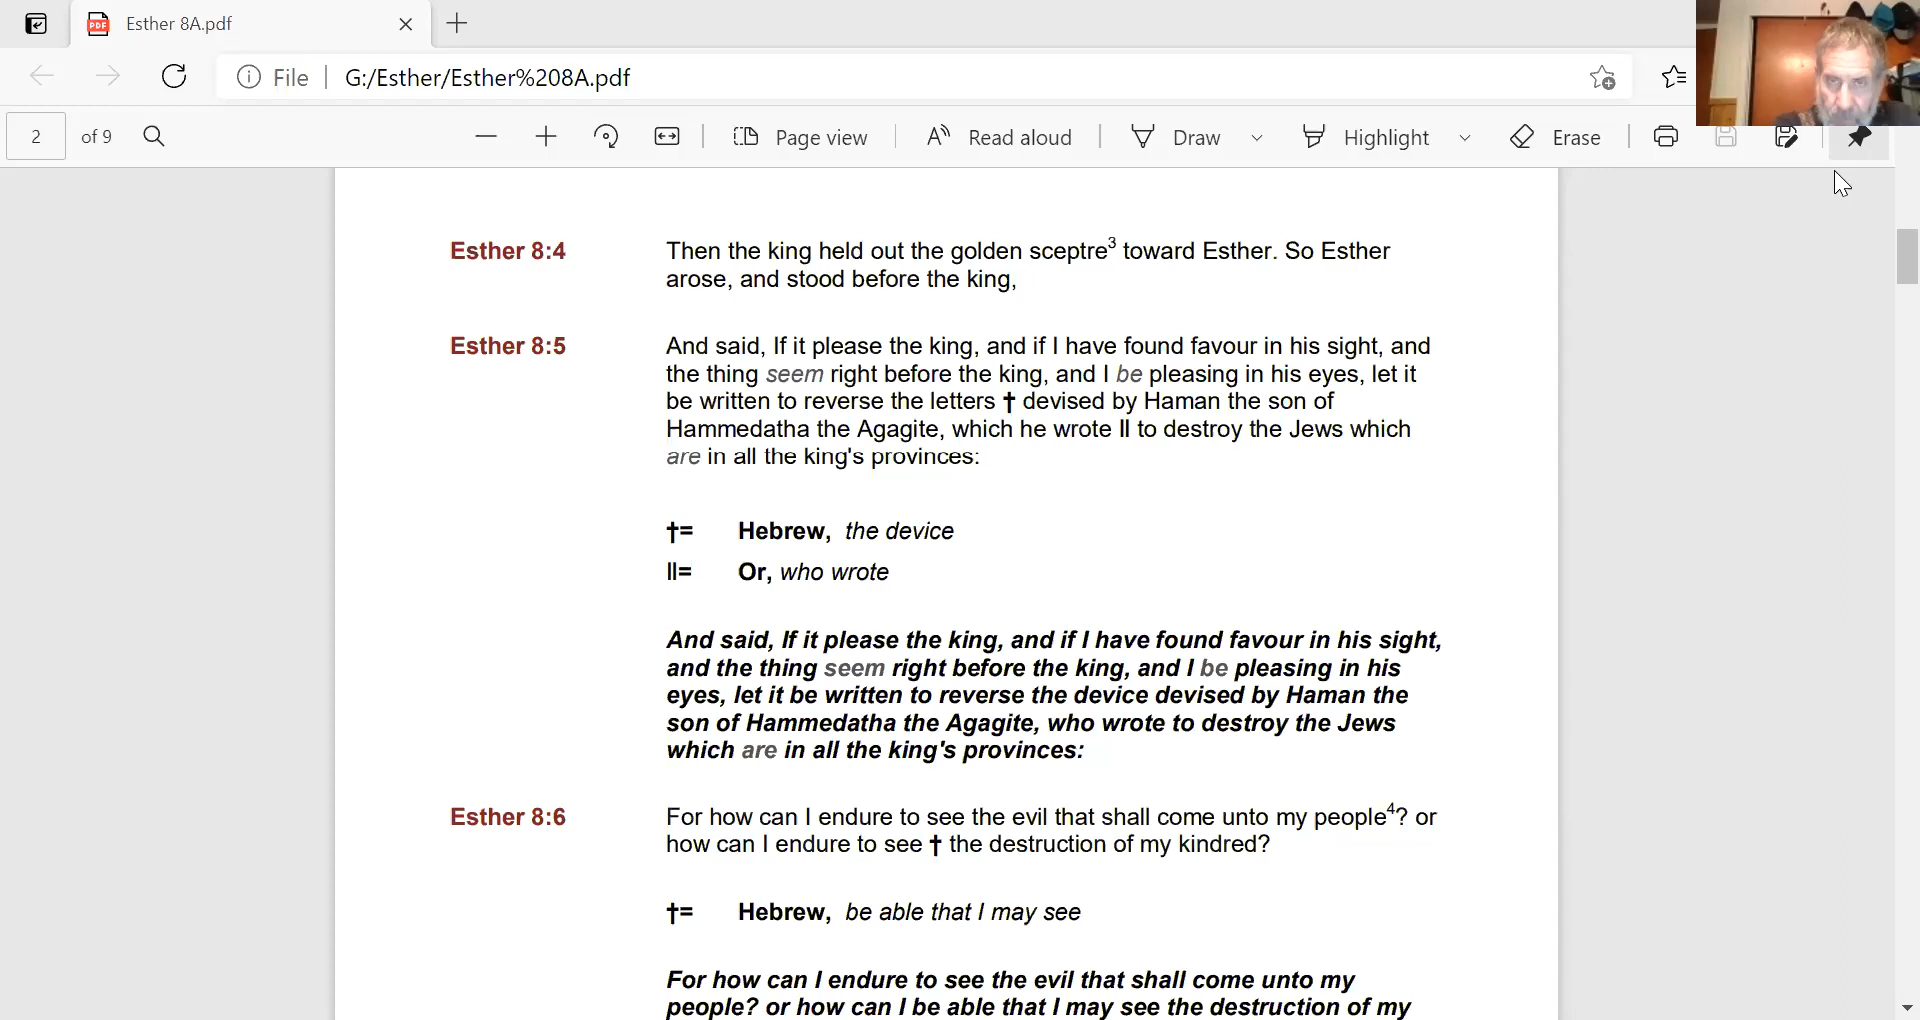 Esther 8A.pdf
File | G:/Esther/Esther%208A.pdf
2 of 9 Page view Read aloud Draw Highlight Erase
Esther 8:4 Then the king held out the golden sceptre³ toward Esther. So Esther
arose, and stood before the king,
Esther 8:5 And said, If it please the king, and if I have found favour in his sight, and
the thing seem right before the king, and I be pleasing in his eyes, let it
be written to reverse the letters † devised by Haman the son of
Hammedatha the Agagite, which he wrote ll to destroy the Jews which
are in all the king's provinces:
†= Hebrew, the device
ll= Or, who wrote
And said, If it please the king, and if I have found favour in his sight,
and the thing seem right before the king, and I be pleasing in his
eyes, let it be written to reverse the device devised by Haman the
son of Hammedatha the Agagite, who wrote to destroy the Jews
which are in all the king's provinces:
Esther 8:6 For how can I endure to see the evil that shall come unto my people⁴? or
how can I endure to see † the destruction of my kindred?
†= Hebrew, be able that I may see
For how can I endure to see the evil that shall come unto my
people? or how can I be able that I may see the destruction of my